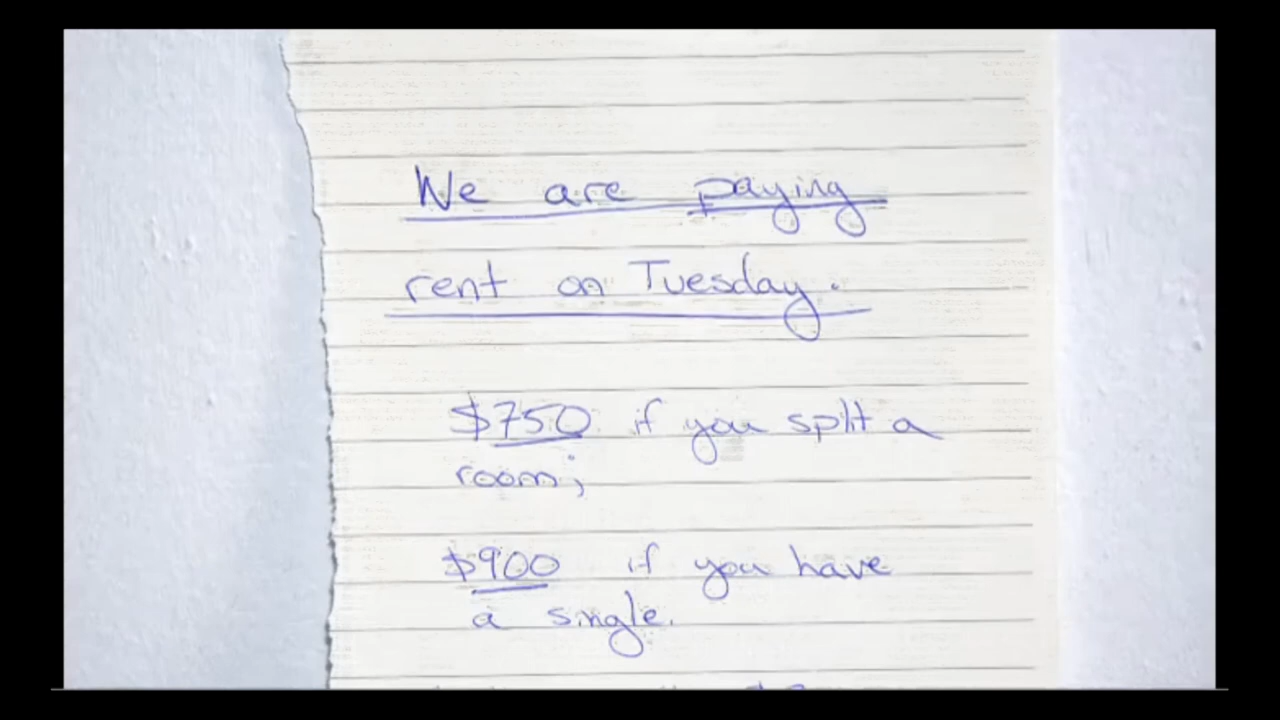 We are paying
rent on Tuesday.
$750 if you split a
room;
$900 if you have
a single.